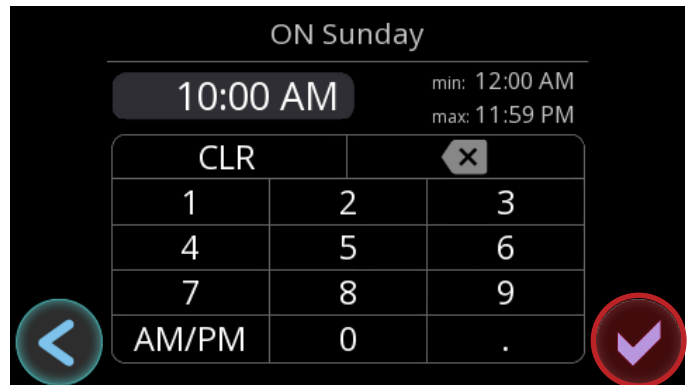 ON Sunday
10:00 AM
min: 12:00 AM
max: 11:59 PM
CLR
1 2 3
4 5 6
7 8 9
AM/PM 0 .